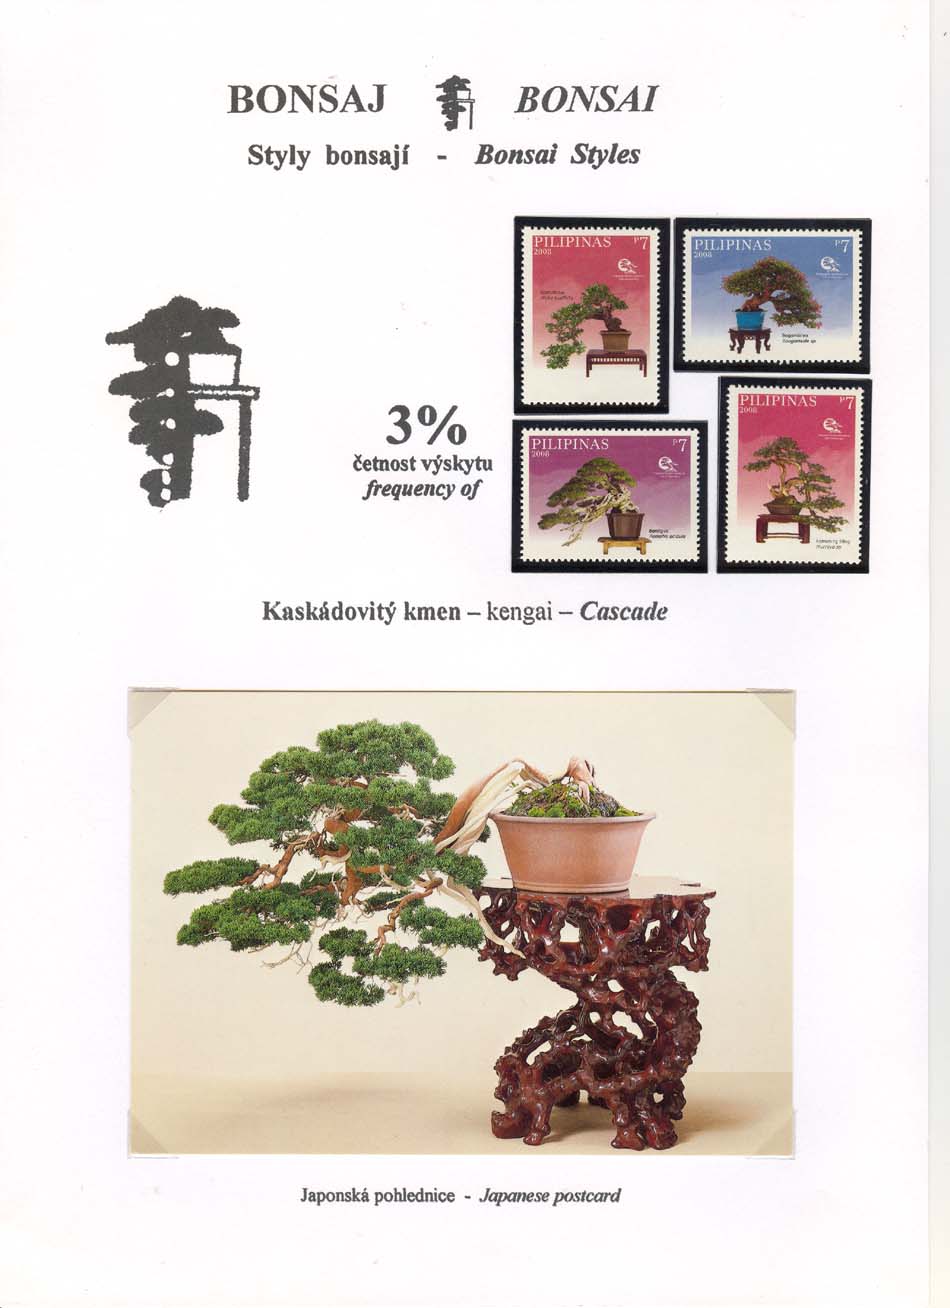 BONSAJ BONSAI
Styly bonsají - Bonsai Styles
PILIPINAS 7
2008
PILIPINAS P7
2008
3%
četnost výskytu
frequency of
PILIPINAS P7
2008
PILIPINAS P7
2008
Kaskádovitý kmen – kengai – Cascade
Japonská pohlednice - Japanese postcard